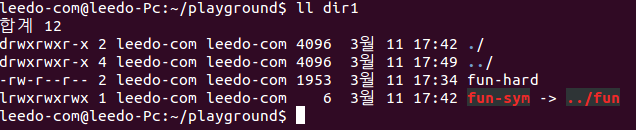 leedo-com@leedo-Pc:~/playground$ ll dir1
합계 12
drwxrwxr-x 2 leedo-com leedo-com 4096  3월 11 17:42 ./
drwxrwxr-x 4 leedo-com leedo-com 4096  3월 11 17:49 ../
-rw-r--r-- 2 leedo-com leedo-com 1953  3월 11 17:34 fun-hard
lrwxrwxrwx 1 leedo-com leedo-com    6  3월 11 17:42 fun-sym -> ../fun
leedo-com@leedo-Pc:~/playground$